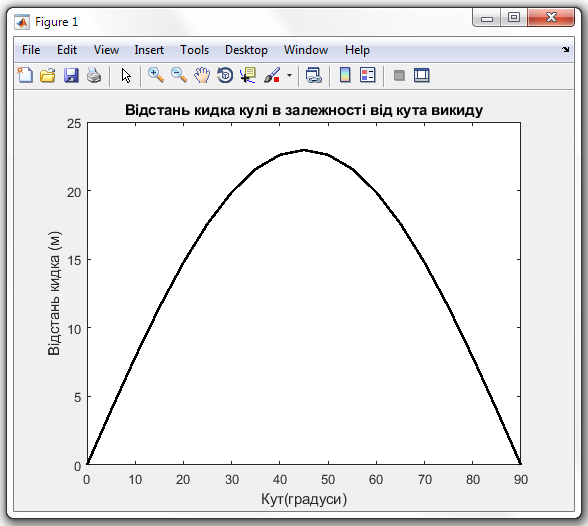 Figure 1
File Edit View Insert Tools Desktop Window Help
Відстань кидка кулі в залежності від кута викиду
Відстань кидка (м)
25
20
15
10
5
0
0 10 20 30 40 50 60 70 80 90
Кут(градуси)